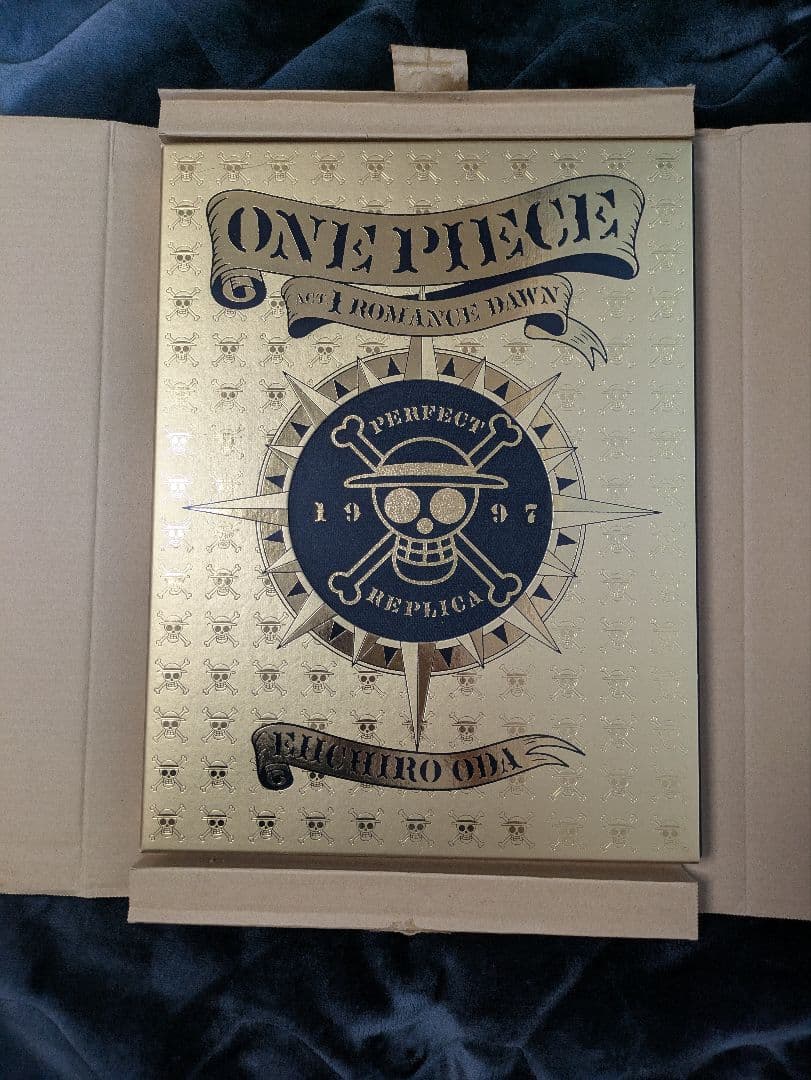 ONE PIECE
ACT 1 ROMANCE DAWN
PERFECT
1997
REPLICA
EIICHIRO ODA